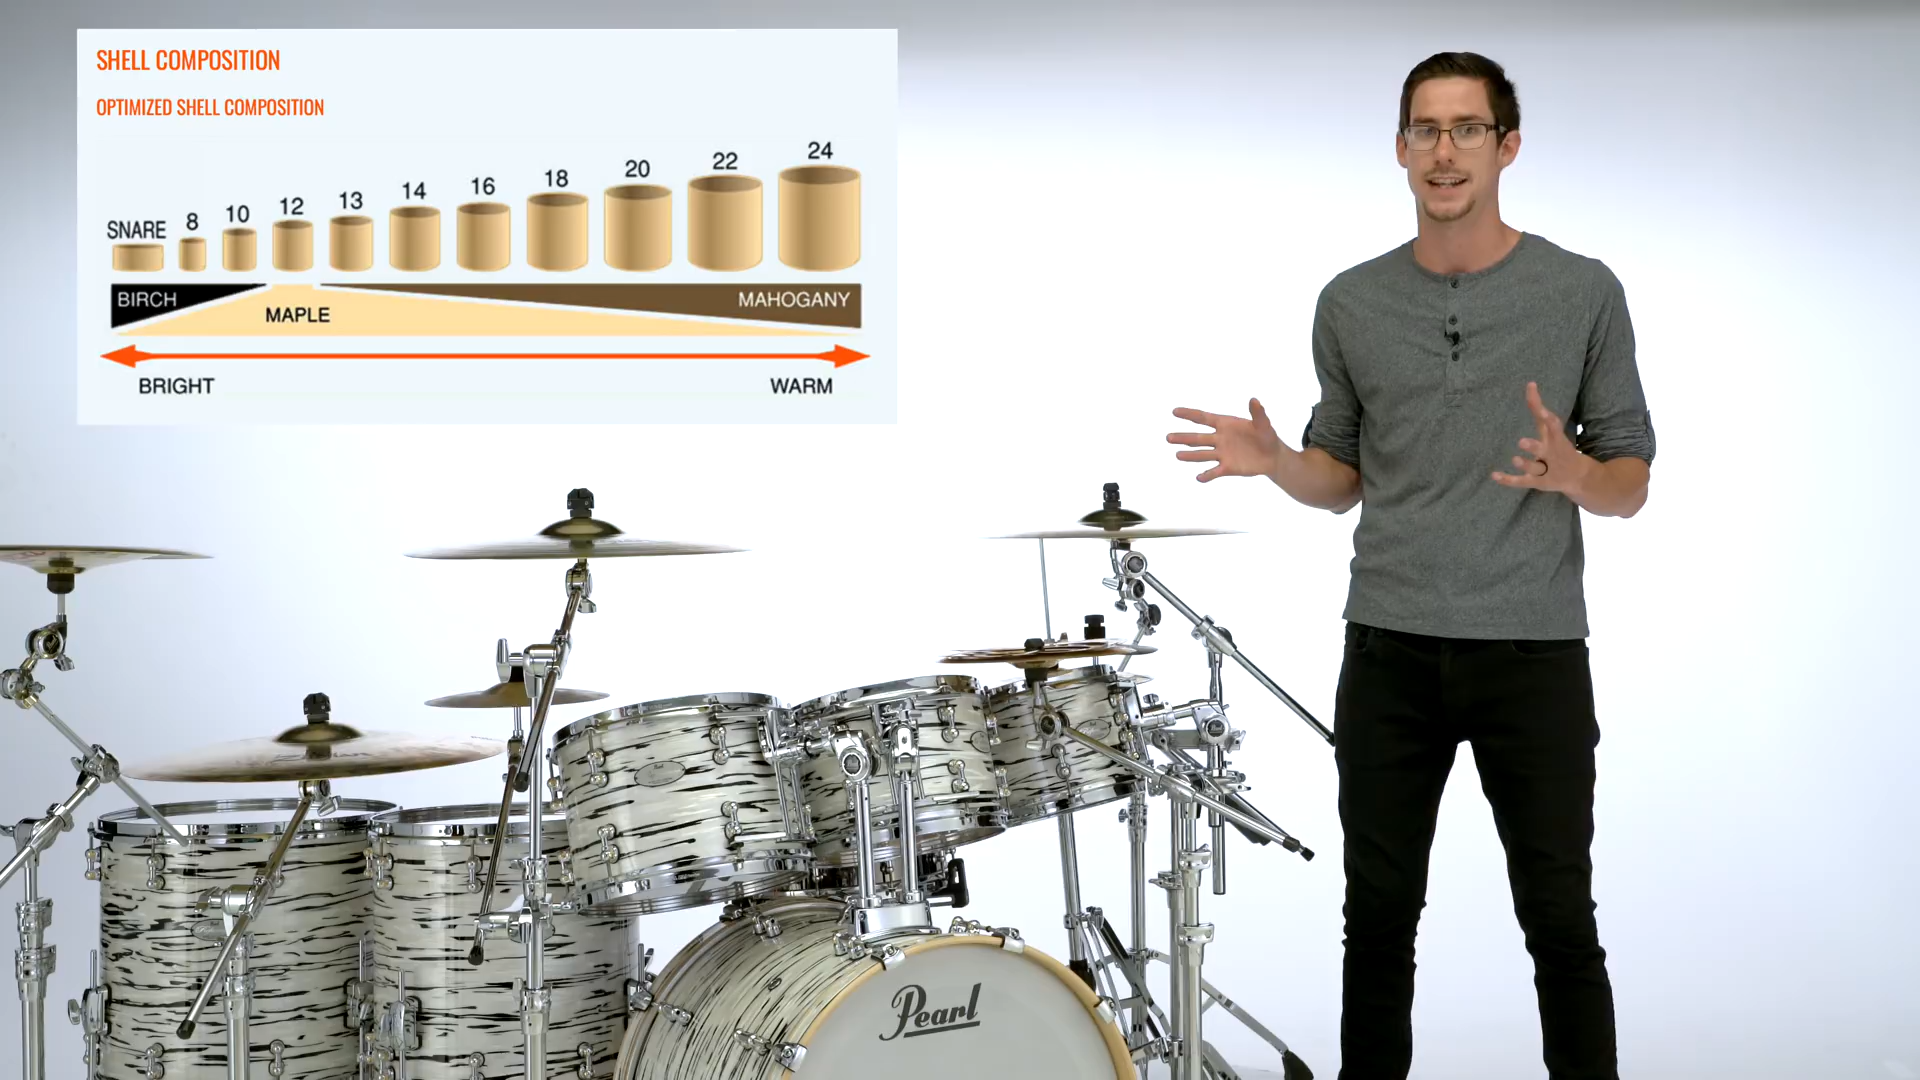 SHELL COMPOSITION
OPTIMIZED SHELL COMPOSITION
SNARE 8 10 12 13 14 16 18 20 22 24
BIRCH MAPLE MAHOGANY
BRIGHT WARM
Pearl